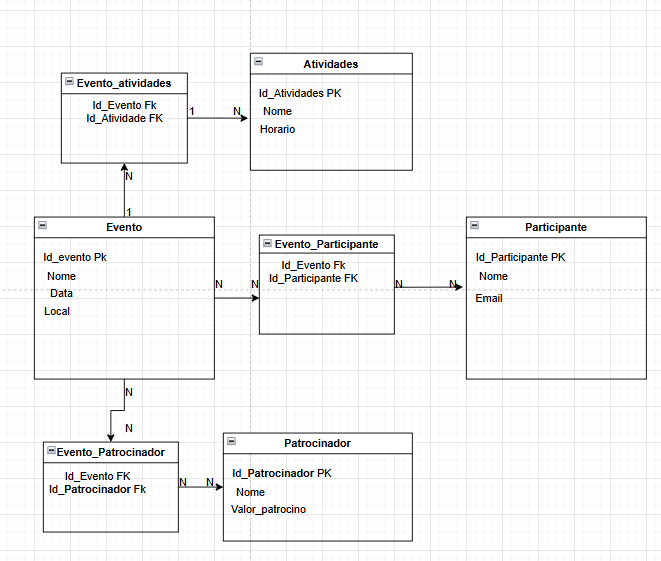 Atividades
Id_Atividades PK
Nome
Horario
Evento_atividades
Id_Evento Fk
Id_Atividade FK
1
N
N
1
Evento
Id_evento Pk
Nome
Data
Local
N
N
Evento_Participante
Id_Evento Fk
Id_Participante FK
N
N
Participante
Id_Participante PK
Nome
Email
N
N
Evento_Patrocinador
Id_Evento FK
Id_Patrocinador Fk
N
N
Patrocinador
Id_Patrocinador PK
Nome
Valor_patrocino